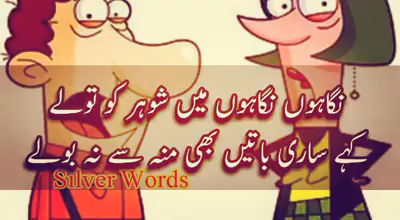 نگاہوں نگاہوں میں شوہر کو تولے
کہے ساری باتیں بھی منہ سے نہ بولے
Silver Words